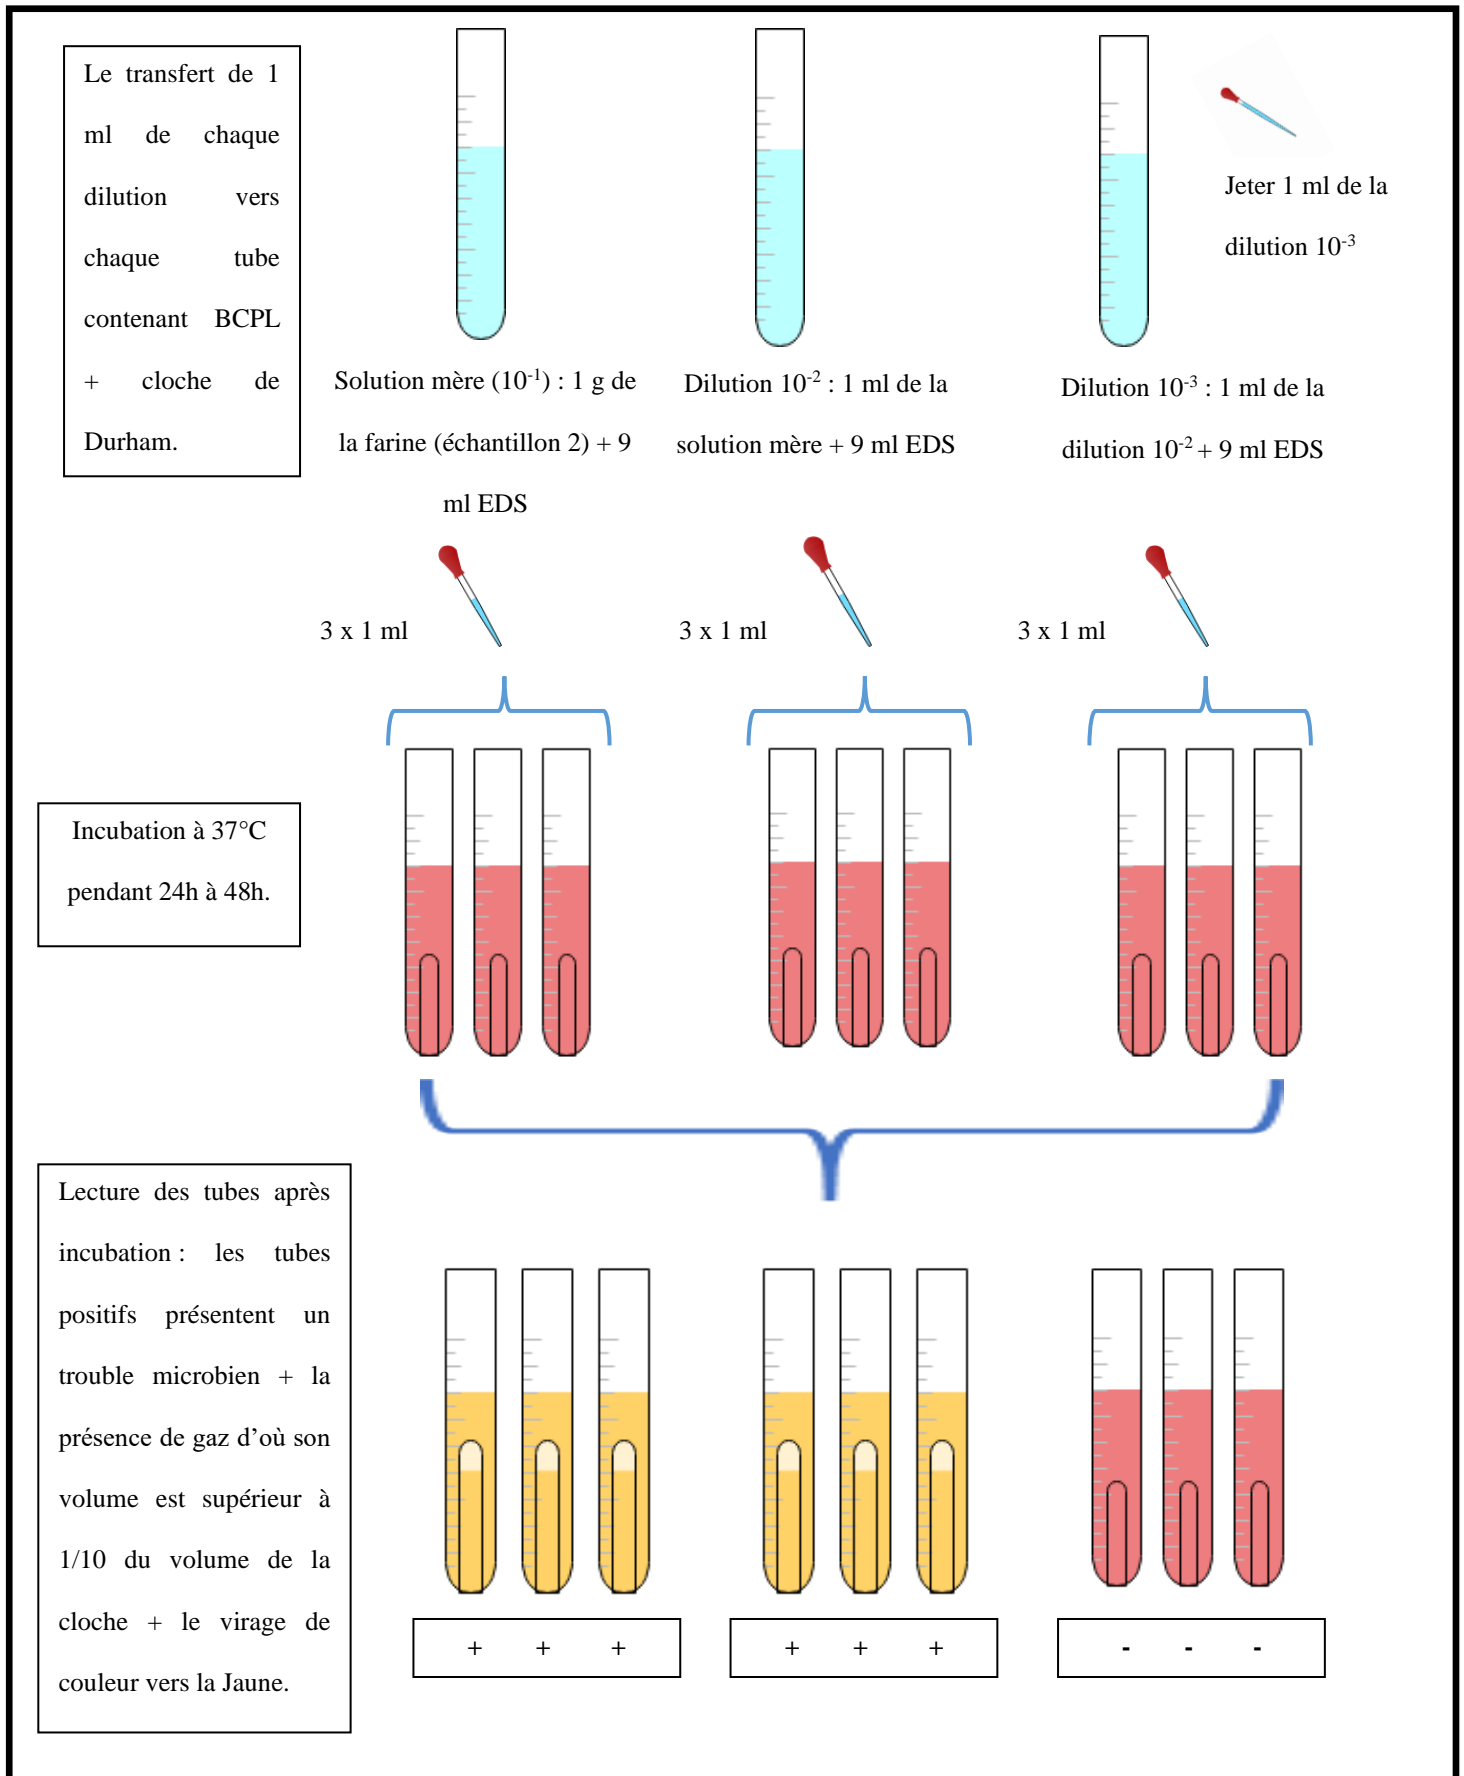 Le transfert de 1
ml de chaque
dilution vers
chaque tube
contenant BCPL
+ cloche de
Durham.
Jeter 1 ml de la
dilution 10⁻³
Solution mère (10⁻¹) : 1 g de
la farine (échantillon 2) + 9
ml EDS
Dilution 10⁻² : 1 ml de la
solution mère + 9 ml EDS
Dilution 10⁻³ : 1 ml de la
dilution 10⁻² + 9 ml EDS
3 x 1 ml
3 x 1 ml
3 x 1 ml
Incubation à 37°C
pendant 24h à 48h.
Lecture des tubes après
incubation : les tubes
positifs présentent un
trouble microbien + la
présence de gaz d’où son
volume est supérieur à
1/10 du volume de la
cloche + le virage de
couleur vers la Jaune.
+ + +
+ + +
- - -